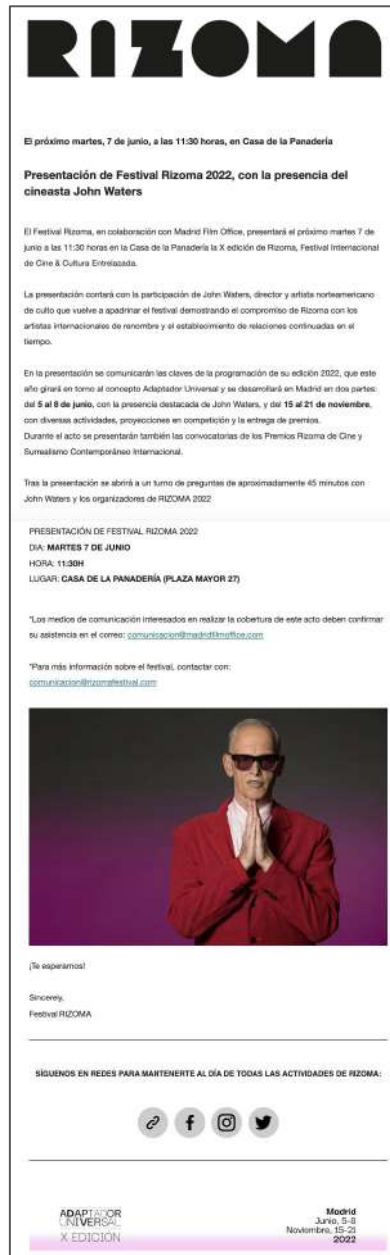 RIZOMA
El próximo martes, 7 de junio, a las 11:30 horas, en Casa de la Panadería
Presentación de Festival Rizoma 2022, con la presencia del
cineasta John Waters
El Festival Rizoma, en colaboración con Madrid Film Office, presentará el próximo martes 7 de
junio a las 11:30 horas en la Casa de la Panadería la X edición de Rizoma, Festival Internacional
de Cine & Cultura Entrelazada.
La presentación contará con la participación de John Waters, director y artista norteamericano
de culto que vuelve a apadrinar el festival demostrando el compromiso de Rizoma con los
artistas internacionales de renombre y el establecimiento de relaciones continuadas en el
tiempo.
En la presentación se comunicarán las claves de la programación de su edición 2022, que este
año girará en torno al concepto Adaptador Universal y se desarrollará en Madrid en dos partes:
del 5 al 8 de junio, con la presencia destacada de John Waters, y del 15 al 21 de noviembre,
con diversas actividades, proyecciones en competición y la entrega de premios.
Durante el acto se presentarán también las convocatorias de los Premios Rizoma de Cine y
Surrealismo Contemporáneo Internacional.
Tras la presentación se abrirá a un turno de preguntas de aproximadamente 45 minutos con
John Waters y los organizadores de RIZOMA 2022
PRESENTACIÓN DE FESTIVAL RIZOMA 2022
DIA: MARTES 7 DE JUNIO
HORA: 11:30H
LUGAR: CASA DE LA PANADERÍA (PLAZA MAYOR 27)
*Los medios de comunicación interesados en realizar la cobertura de este acto deben confirmar
su asistencia en el correo: comunicacion@madridfilmoffice.com
*Para más información sobre el festival, contactar con:
comunicacion@rizomafestival.com
¡Te esperamos!
Sincerely,
Festival RIZOMA
SÍGUENOS EN REDES PARA MANTENERTE AL DÍA DE TODAS LAS ACTIVIDADES DE RIZOMA:
ADAPTADOR
UNIVERSAL
X EDICIÓN
Madrid
Junio, 5-8
Noviembre, 15-21
2022